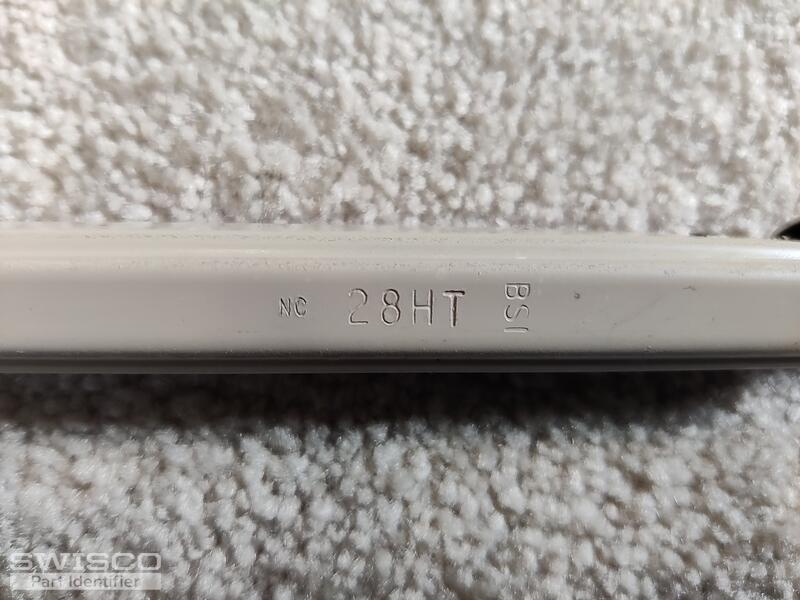 NC 28HT BSI
SWISCO
Part Identifier